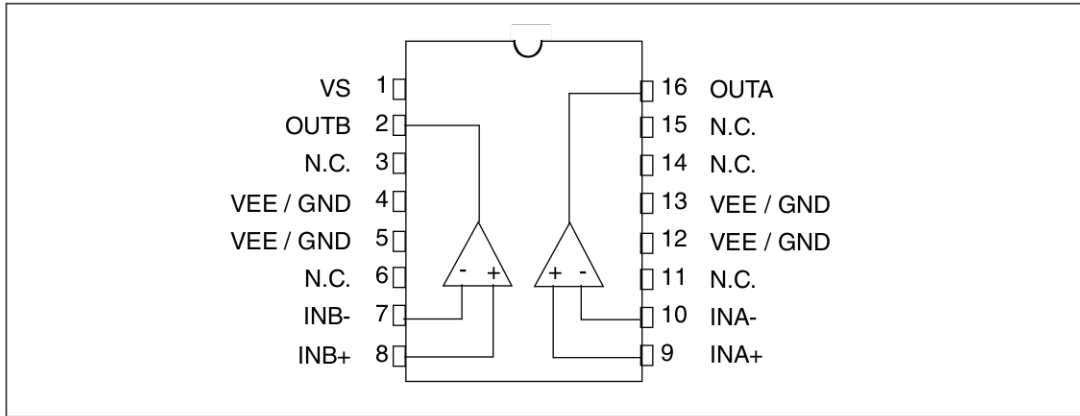 VS 1 16 OUTA
OUTB 2 15 N.C.
N.C. 3 14 N.C.
VEE / GND 4 13 VEE / GND
VEE / GND 5 12 VEE / GND
- + + -
N.C. 6 11 N.C.
INB- 7 10 INA-
INB+ 8 9 INA+